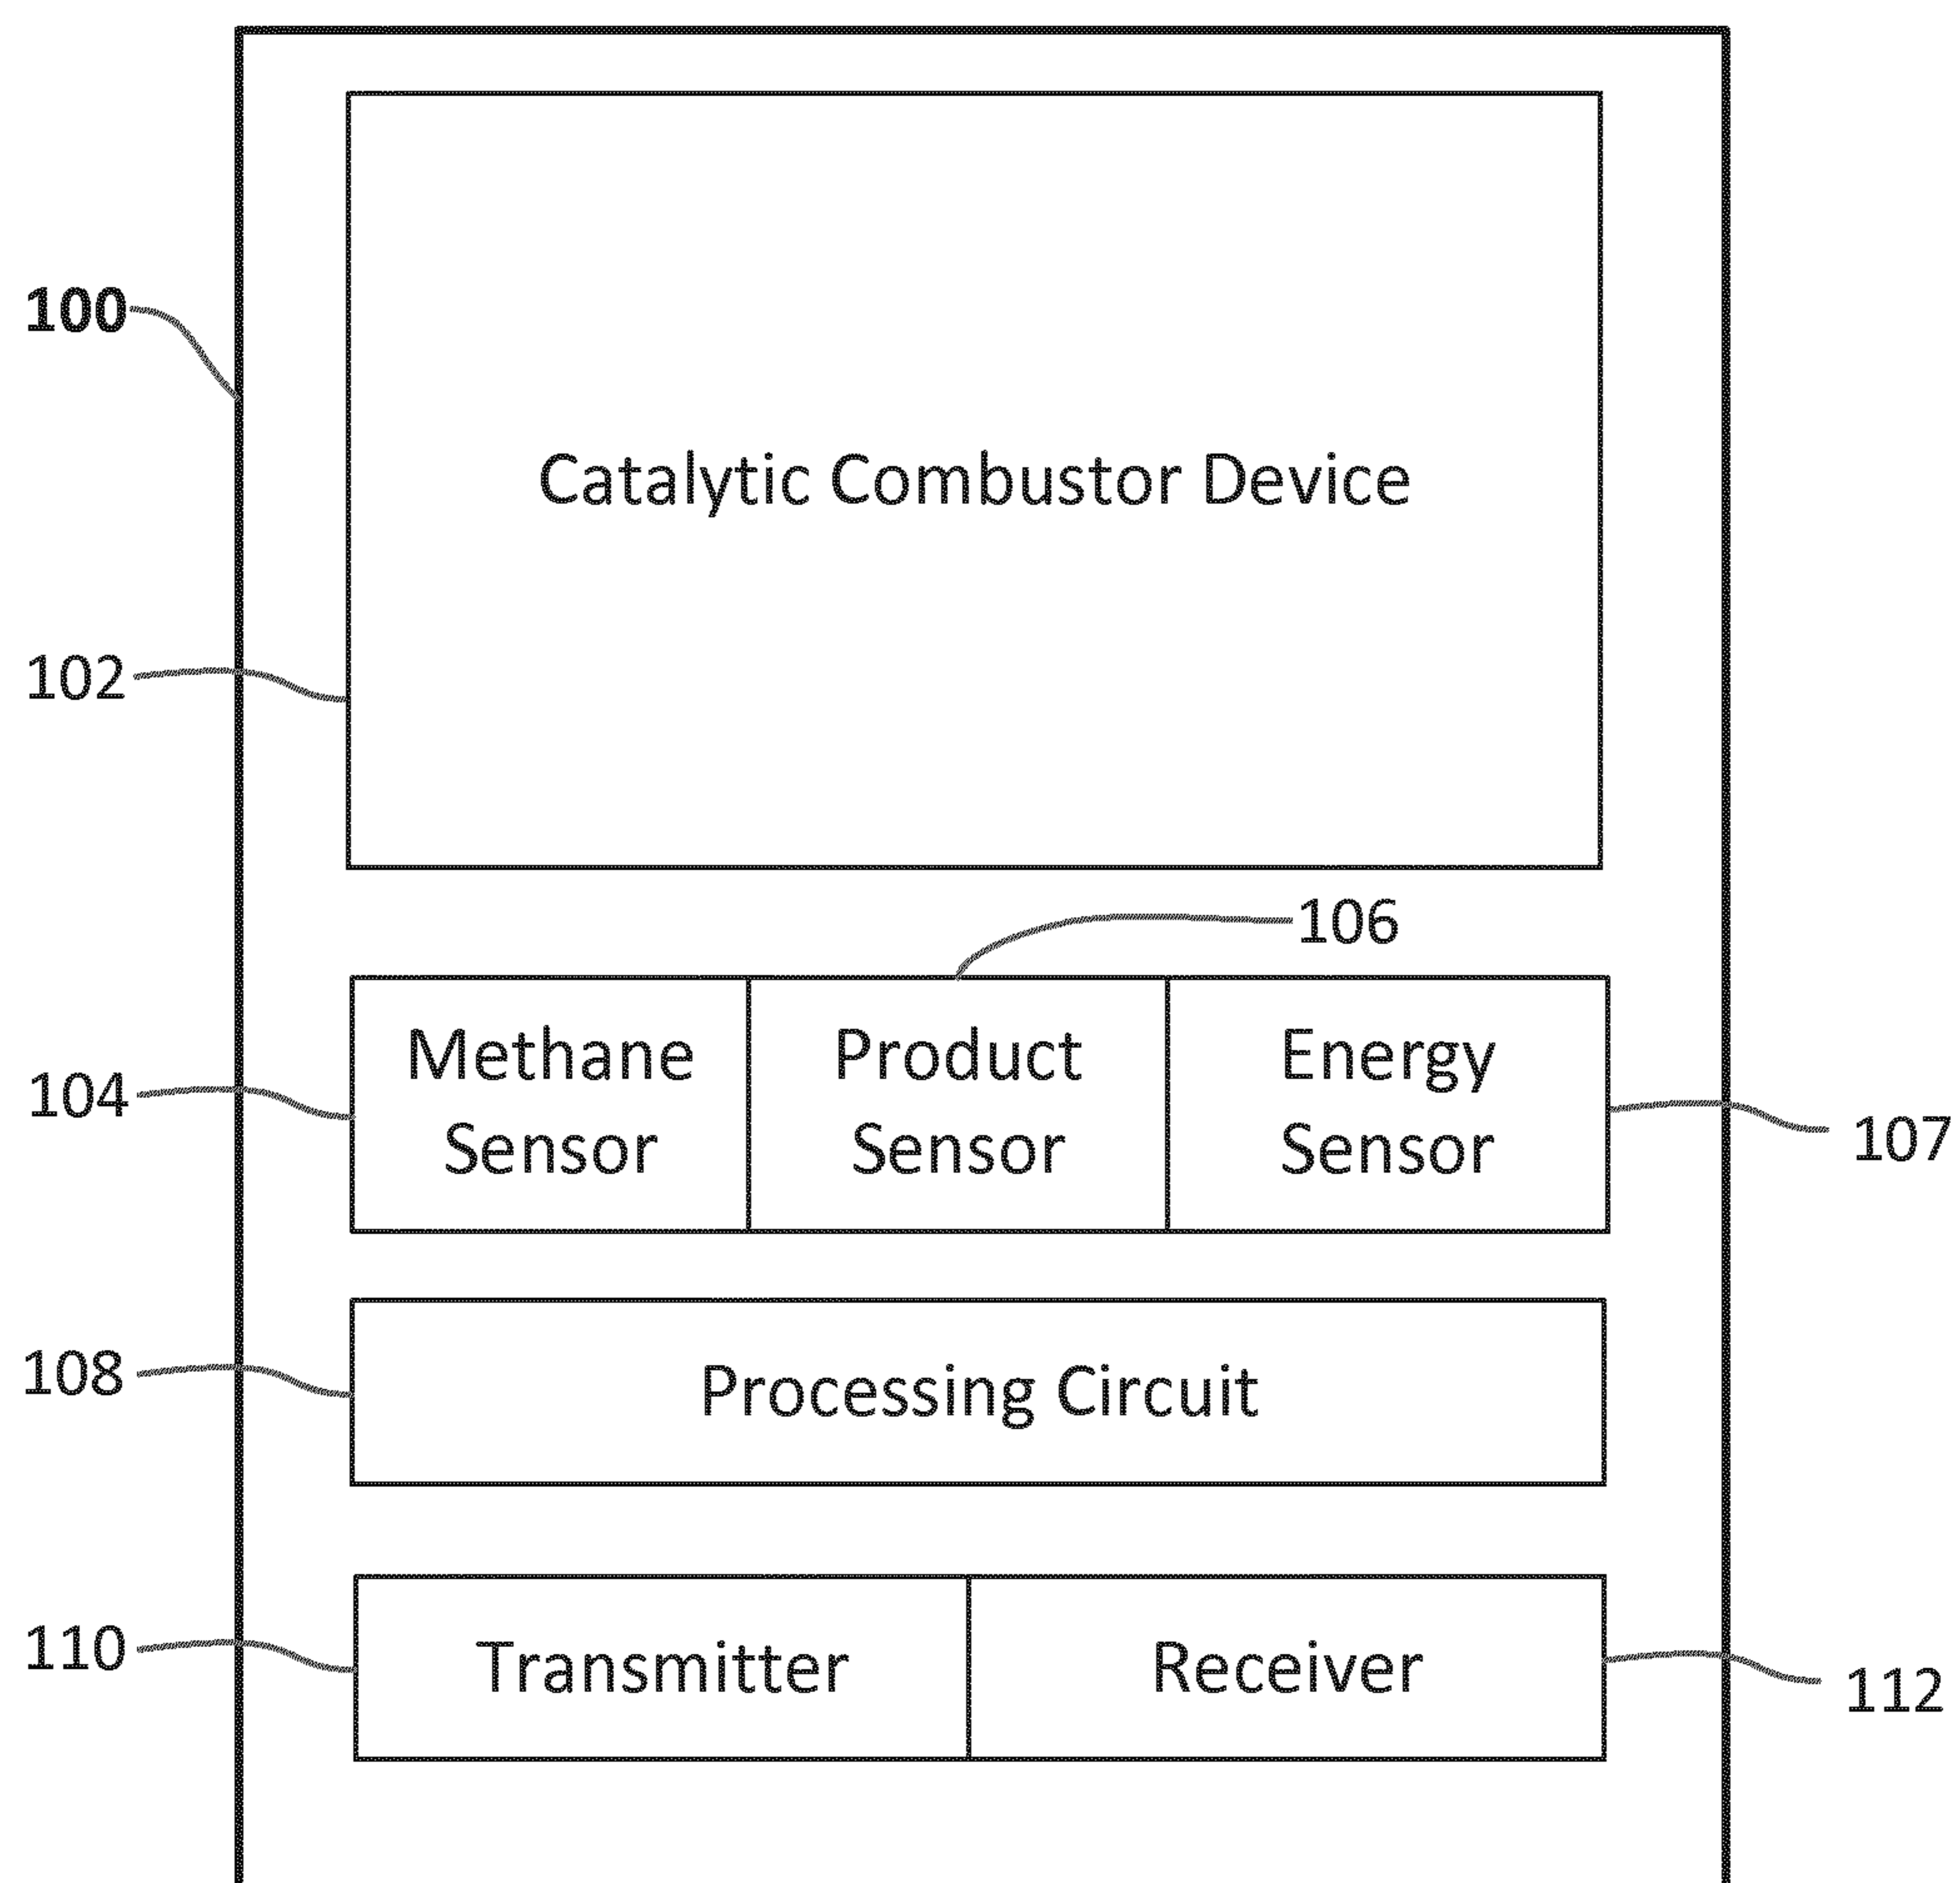 100
Catalytic Combustor Device
102
106
Methane
Sensor
Product
Sensor
Energy
Sensor
104
107
108
Processing Circuit
110
Transmitter
Receiver
112